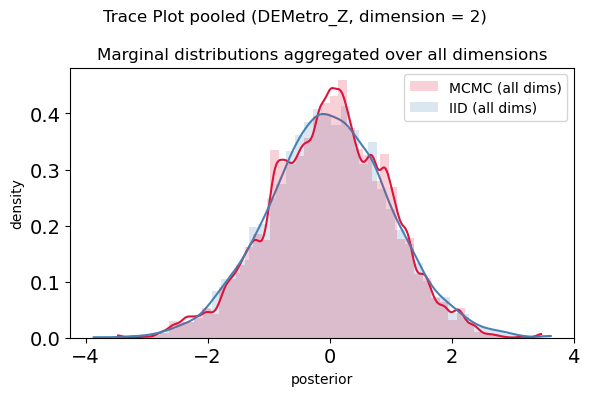 Trace Plot pooled (DEMetro_Z, dimension = 2)
Marginal distributions aggregated over all dimensions
MCMC (all dims)
IID (all dims)
density
0.4
0.3
0.2
0.1
0.0
−4 −2 0 2 4
posterior